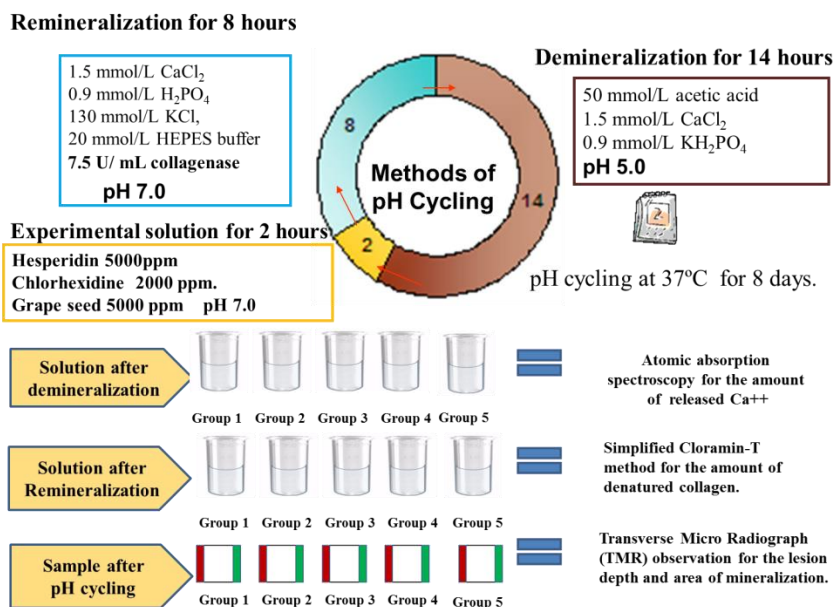 Remineralization for 8 hours
1.5 mmol/L CaCl₂
0.9 mmol/L H₂PO₄
130 mmol/L KCl,
20 mmol/L HEPES buffer
7.5 U/ mL collagenase
pH 7.0
Demineralization for 14 hours
50 mmol/L acetic acid
1.5 mmol/L CaCl₂
0.9 mmol/L KH₂PO₄
pH 5.0
8
Methods of
pH Cycling
14
2
2
Experimental solution for 2 hours
Hesperidin 5000ppm
Chlorhexidine 2000 ppm.
Grape seed 5000 ppm pH 7.0
pH cycling at 37ºC for 8 days.
Solution after
demineralization
Group 1 Group 2 Group 3 Group 4 Group 5
Atomic absorption
spectroscopy for the amount
of released Ca++
Solution after
Remineralization
Group 1 Group 2 Group 3 Group 4 Group 5
Simplified Cloramin-T
method for the amount of
denatured collagen.
Sample after
pH cycling
Group 1 Group 2 Group 3 Group 4 Group 5
Transverse Micro Radiograph
(TMR) observation for the lesion
depth and area of mineralization.